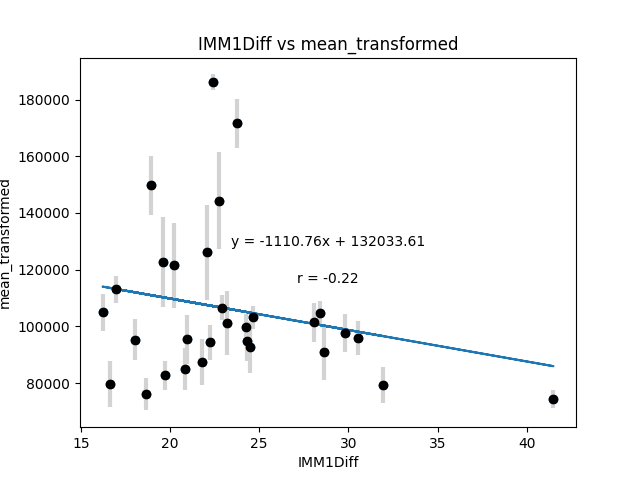 IMM1Diff vs mean_transformed
mean_transformed
180000
160000
140000
120000
100000
80000
y = -1110.76x + 132033.61
r = -0.22
15 20 25 30 35 40
IMM1Diff